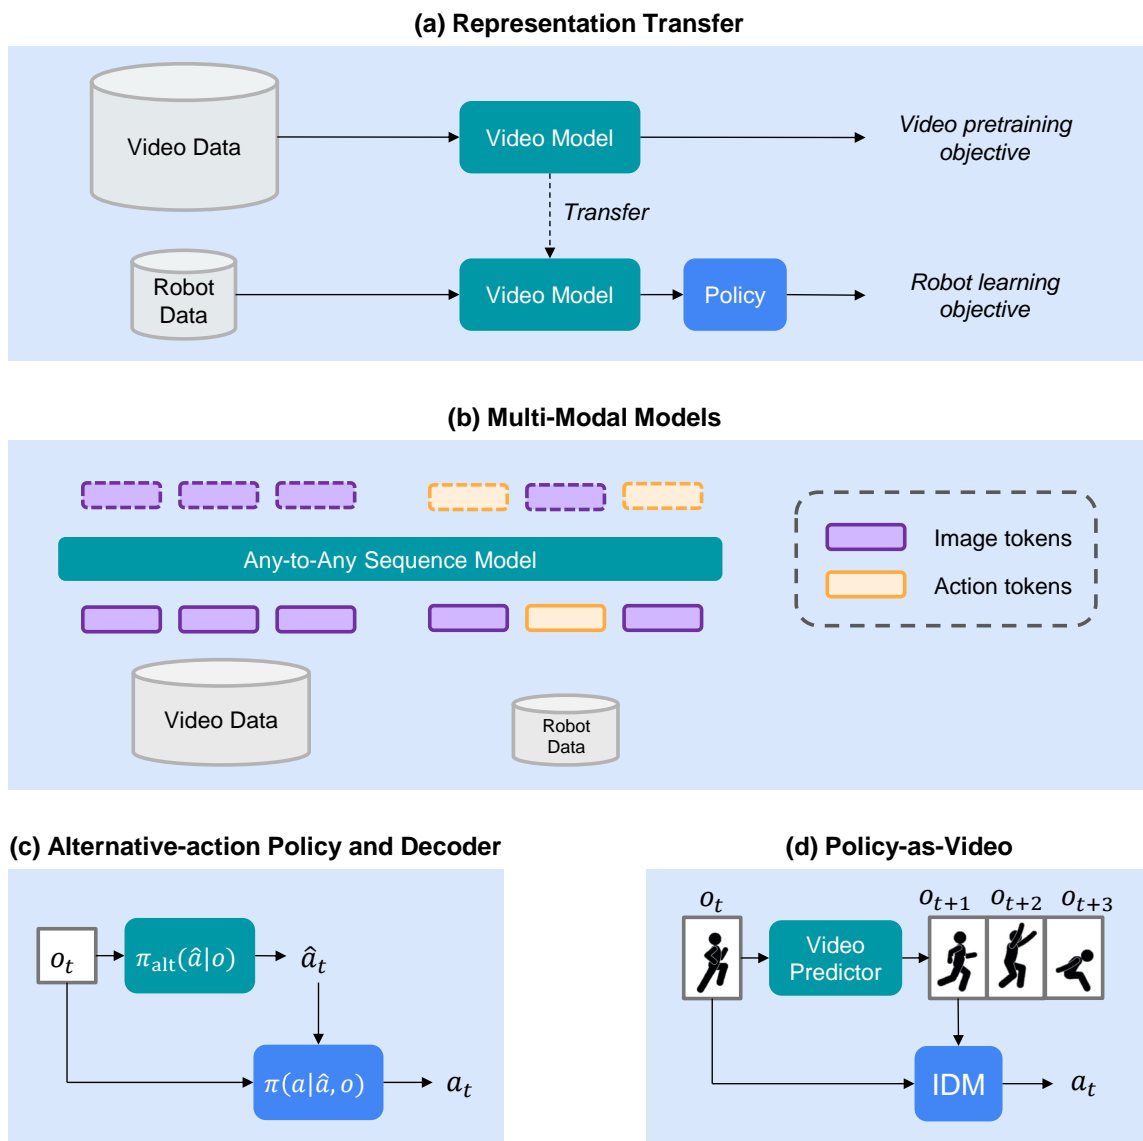 (a) Representation Transfer
Video Data
Video Model
Video pretraining
objective
Transfer
Robot
Data
Video Model
Policy
Robot learning
objective
(b) Multi-Modal Models
Any-to-Any Sequence Model
Image tokens
Action tokens
Video Data
Robot
Data
(c) Alternative-action Policy and Decoder
o_t
π_alt(â|o)
â_t
π(a|â, o)
a_t
(d) Policy-as-Video
o_t
o_{t+1}
o_{t+2}
o_{t+3}
Video
Predictor
IDM
a_t